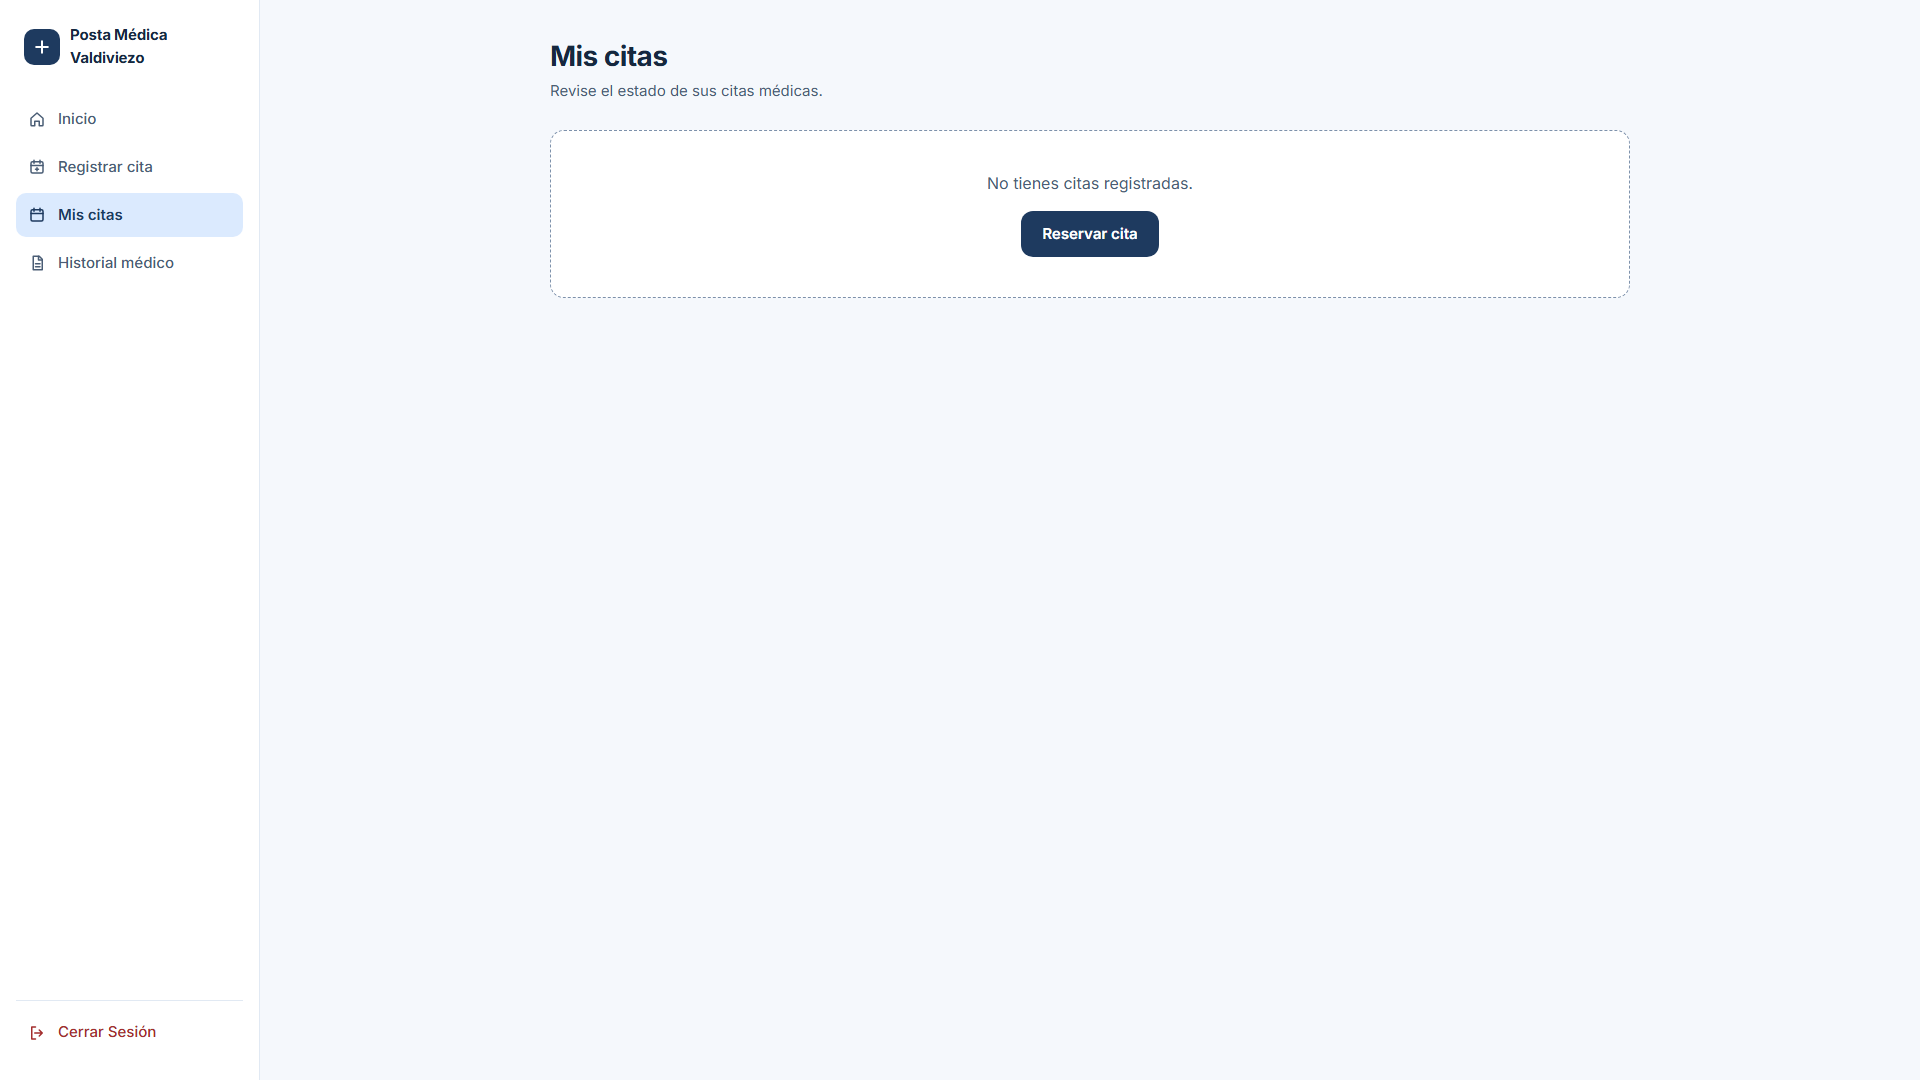 Posta Médica
Valdiviezo
Inicio
Registrar cita
Mis citas
Historial médico
Cerrar Sesión
Mis citas
Revise el estado de sus citas médicas.
No tienes citas registradas.
Reservar cita